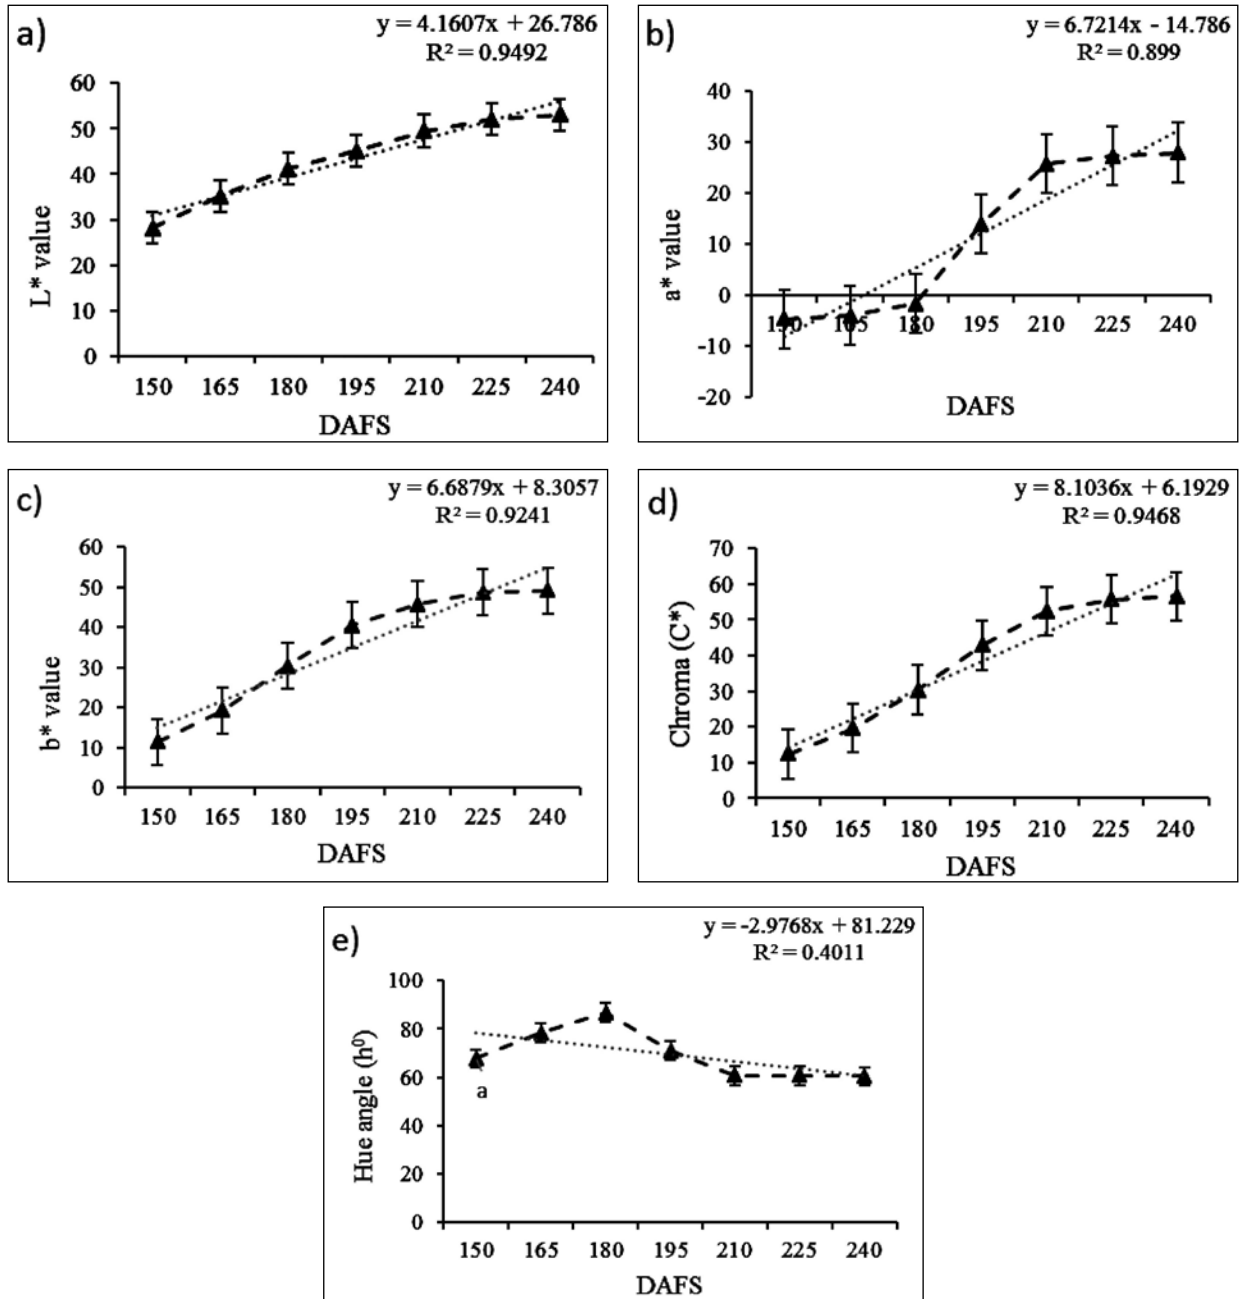 a)
y = 4.1607x + 26.786
R² = 0.9492
60
50
40
30
20
10
0
L* value
150 165 180 195 210 225 240
DAFS
b)
y = 6.7214x - 14.786
R² = 0.899
40
30
20
10
0
-10
-20
a* value
150 165 180 195 210 225 240
DAFS
c)
y = 6.6879x + 8.3057
R² = 0.9241
60
50
40
30
20
10
0
b* value
150 165 180 195 210 225 240
DAFS
d)
y = 8.1036x + 6.1929
R² = 0.9468
70
60
50
40
30
20
10
0
Chroma (C*)
150 165 180 195 210 225 240
DAFS
e)
y = -2.9768x + 81.229
R² = 0.4011
100
80
60
40
20
0
Hue angle (h⁰)
a
150 165 180 195 210 225 240
DAFS